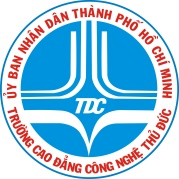 ỦY BAN NHÂN DÂN THÀNH PHỐ HỒ CHÍ MINH
TDC
TRƯỜNG CAO ĐẲNG CÔNG NGHỆ THỦ ĐỨC